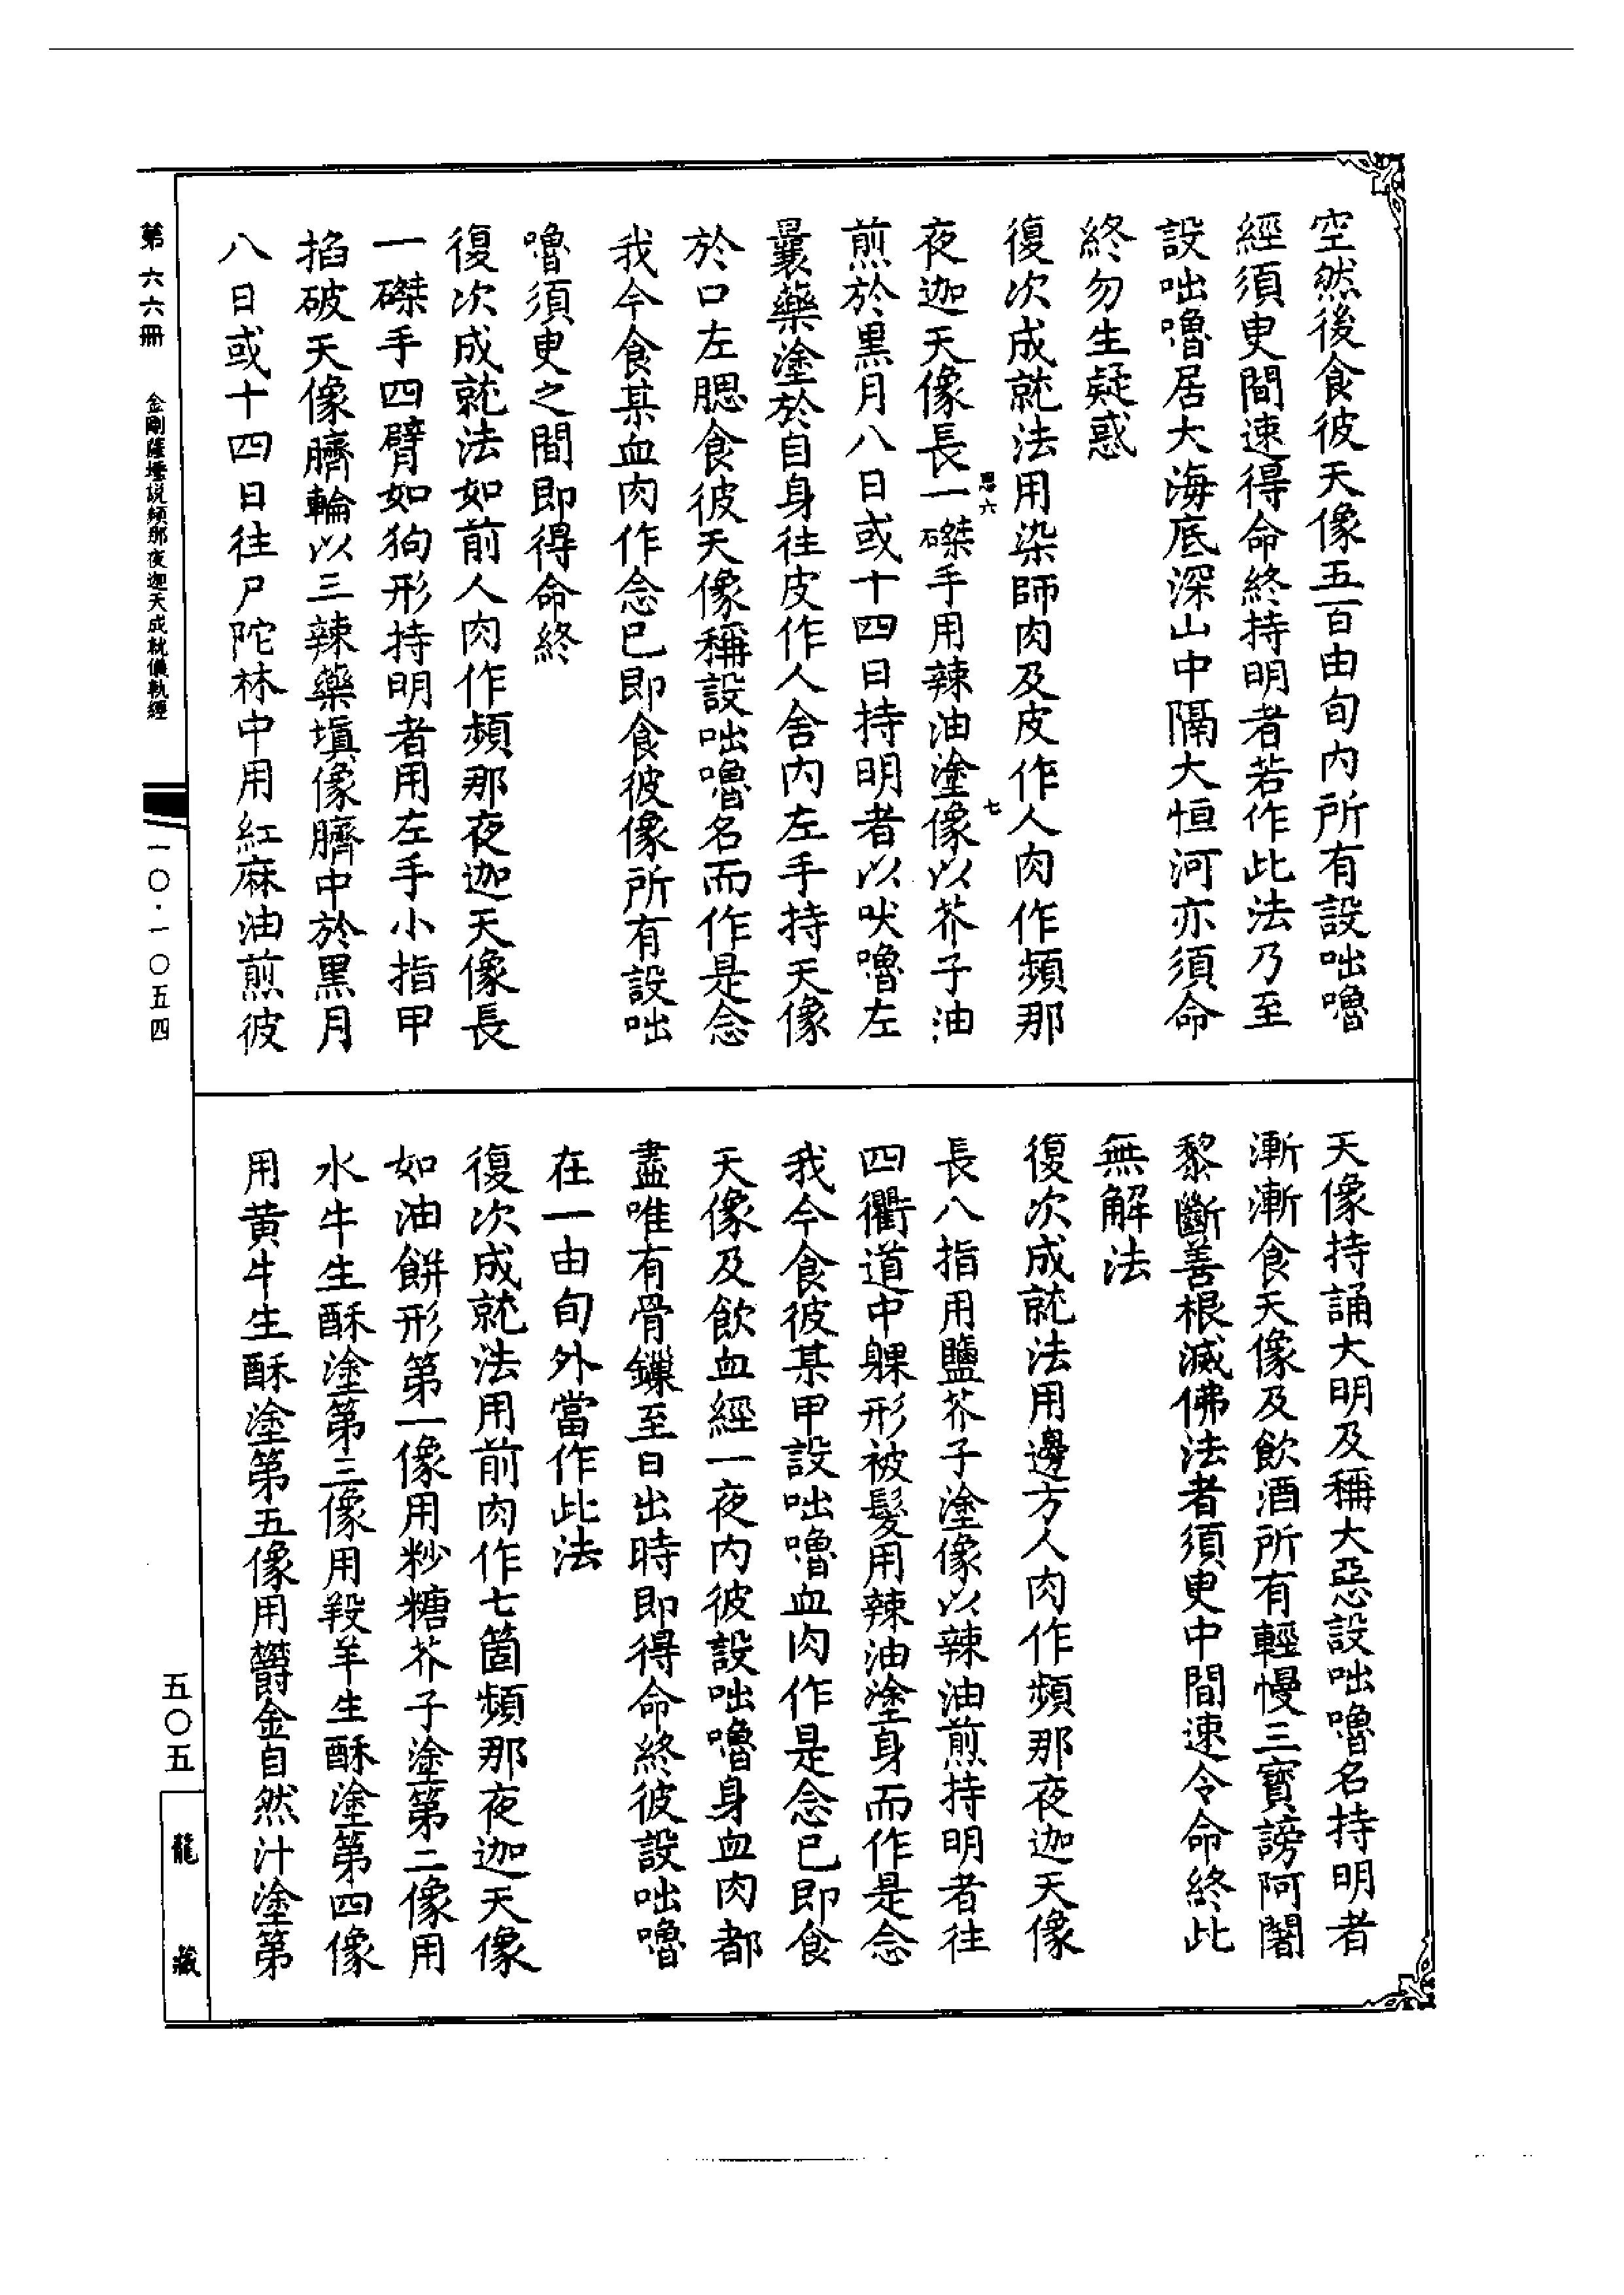 空然後食彼天像五百由旬内所有設咄嚕
經須臾間速得命終持明者若作此法乃至
設咄嚕居大海底深山中隔大恒河亦須命
終勿生疑惑
復次成就法用染師肉及皮作人肉作頻那
夜迦天像長一磔手用辣油塗像以芥子油
思六
七
煎於黒月八日或十四日持明者以吠嚕左
曩藥塗於自身往皮作人舍内左手持天像
於口左腮食彼天像稱設咄嚕名而作是念
我今食某血肉作念已即食彼像所有設咄
嚕須臾之間即得命終
復次成就法如前人肉作頻那夜迦天像長
一磔手四臂如狗形持明者用左手小指甲
掐破天像臍輪以三辣藥塡像臍中於黒月
八日或十四日往尸陀林中用紅麻油煎彼
天像持誦大明及稱大惡設咄嚕名持明者
漸漸食天像及飲酒所有輕慢三寶謗阿闍
黎斷善根滅佛法者須臾中間速令命終此
無解法
復次成就法用邊方人肉作頻那夜迦天像
長八指用鹽芥子塗像以辣油煎持明者往
四衢道中躶形被髮用辣油塗身而作是念
我今食彼某甲設咄嚕血肉作是念已即食
天像及飲血經一夜内彼設咄嚕身血肉都
盡唯有骨鏁至日出時即得命終彼設咄嚕
在一由旬外當作此法
復次成就法用前肉作七箇頻那夜迦天像
如油餅形第一像用粆糖芥子塗第二像用
水牛生酥塗第三像用羖羊生酥塗第四像
用黄牛生酥塗第五像用欝金自然汁塗第
第六六冊 金剛薩埵説頻那夜迦天成就儀軌經
一〇·一〇五四
五〇五
龍藏